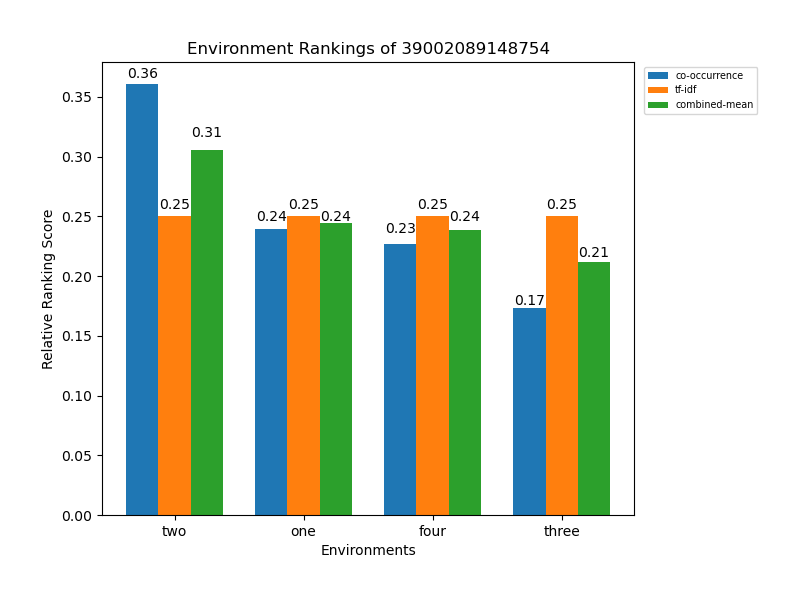 Environment Rankings of 39002089148754
co-occurrence
tf-idf
combined-mean
Relative Ranking Score
0.35
0.30
0.25
0.20
0.15
0.10
0.05
0.00
0.36
0.25
0.31
0.24
0.25
0.24
0.23
0.25
0.24
0.17
0.25
0.21
two
one
four
three
Environments